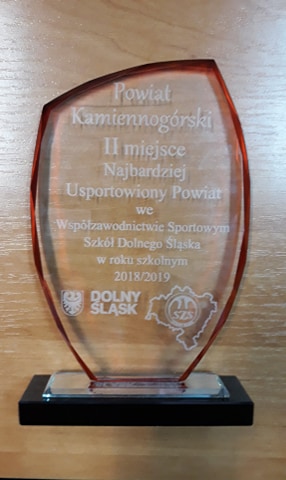 Powiat
Kamiennogórski
II miejsce
Najbardziej
Usportowiony Powiat
we
Współzawodnictwie Sportowym
Szkół Dolnego Śląska
w roku szkolnym
2018/2019
DOLNY
ŚLĄSK
SZS